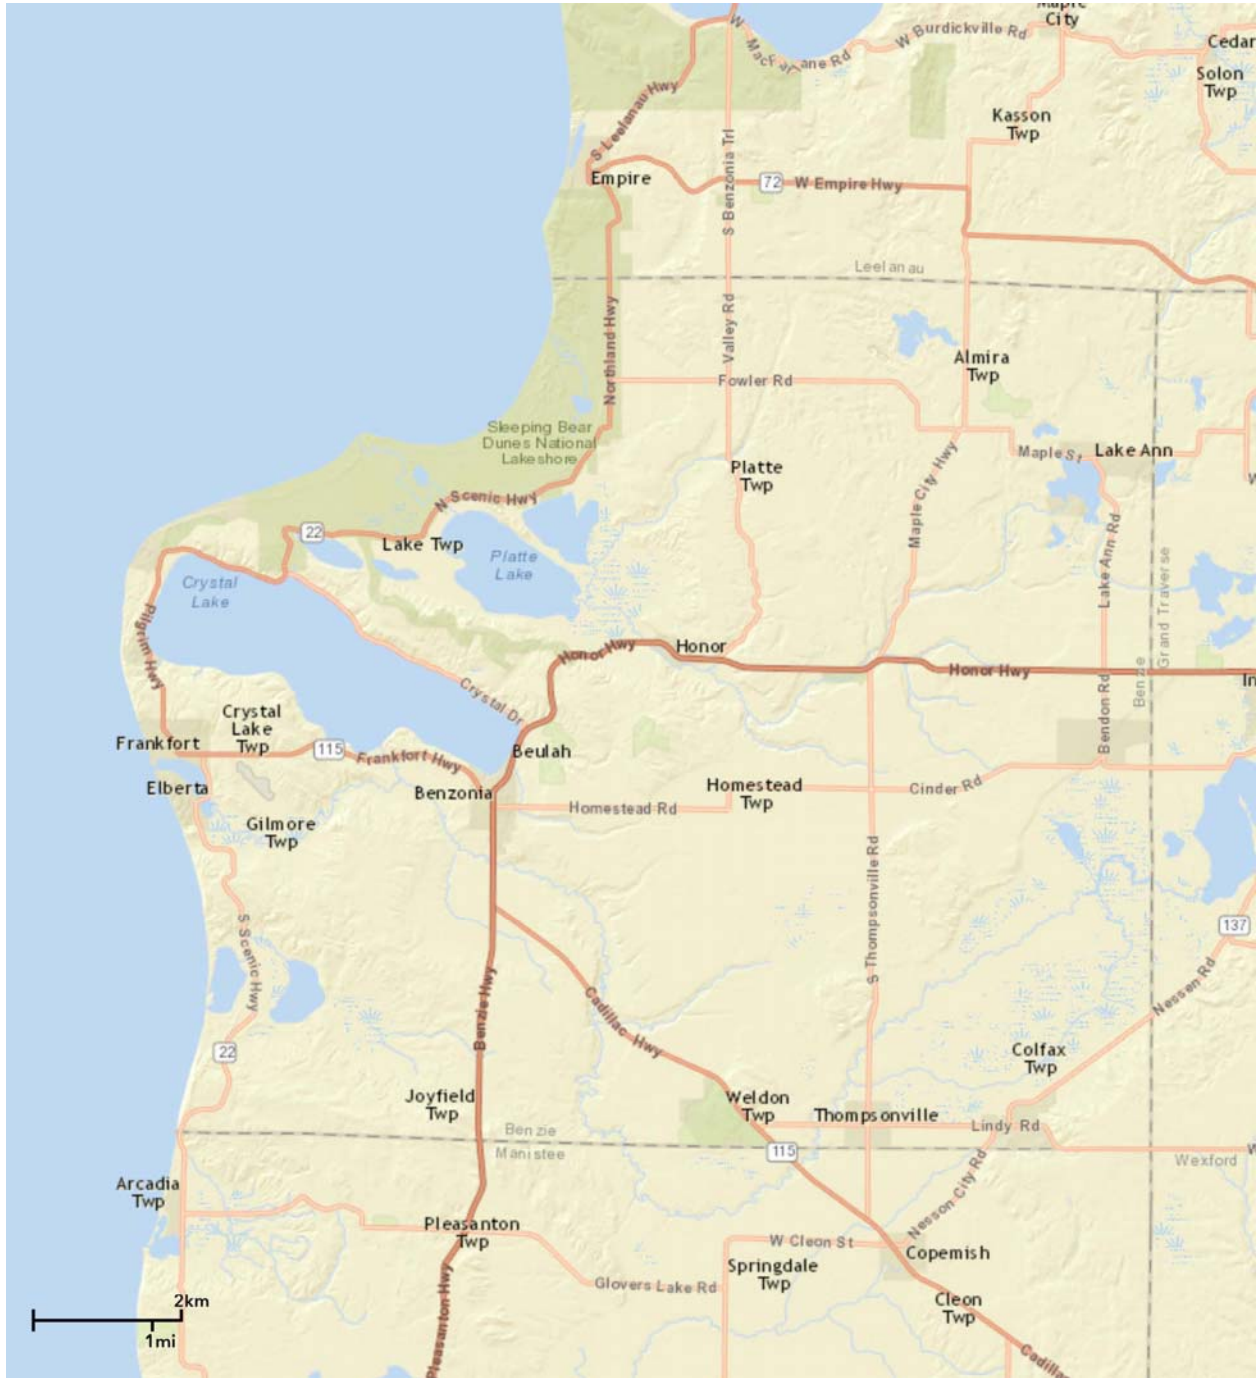 Maple
City
W Burdickville Rd
W MacFarlane Rd
Cedar
Solon
Twp
S Leelanau Hwy
Kasson
Twp
Empire
72
W Empire Hwy
S Benzonia Trl
Leelanau
Northland Hwy
Valley Rd
Almira
Twp
Fowler Rd
Sleeping Bear
Dunes National
Lakeshore
Maple St
Lake Ann
Platte
Twp
Maple City Hwy
N Scenic Hwy
22
Lake Twp
Platte
Lake
Crystal
Lake
Lake Ann Rd
Grand Traverse
Benzie
Pilgrim Hwy
Honor Hwy
Honor
Honor Hwy
Crystal Dr
Bendon Rd
Crystal
Lake
Twp
Frankfort
115
Frankfort Hwy
Beulah
Elberta
Benzonia
Homestead
Twp
Cinder Rd
Homestead Rd
Gilmore
Twp
S Thompsonville Rd
S Scenic Hwy
137
Nessen Rd
Benzie Hwy
Cadillac Hwy
22
Colfax
Twp
Joyfield
Twp
Weldon
Twp
Thompsonville
Lindy Rd
Benzie
Manistee
115
Wexford
Arcadia
Twp
Nesson City Rd
Pleasanton
Twp
W Cleon St
Copemish
Springdale
Twp
Glovers Lake Rd
Pleasanton Hwy
Cleon
Twp
2km
1mi